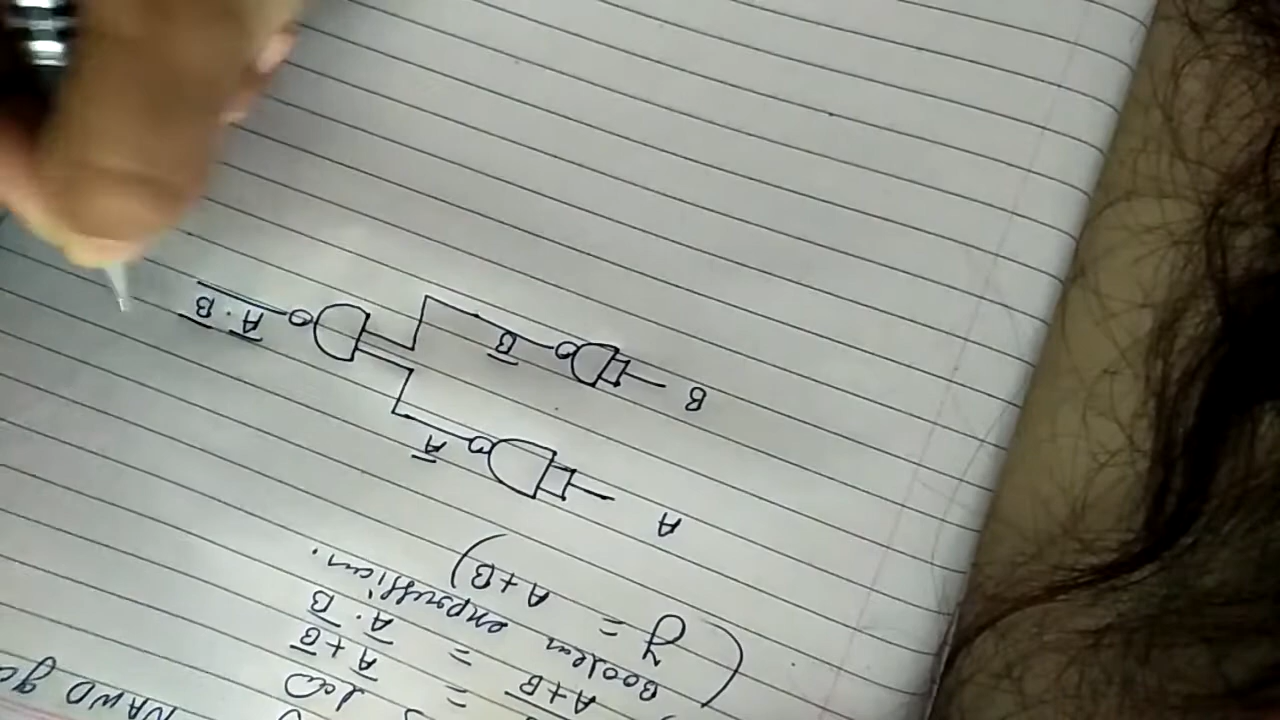 NAND ga
A̅+̅B̅ = A̅ + B̅
= A̅ . B̅
Boolean expression.
(y = A+B)
A
A̅
B
B̅
A̅ . B̅